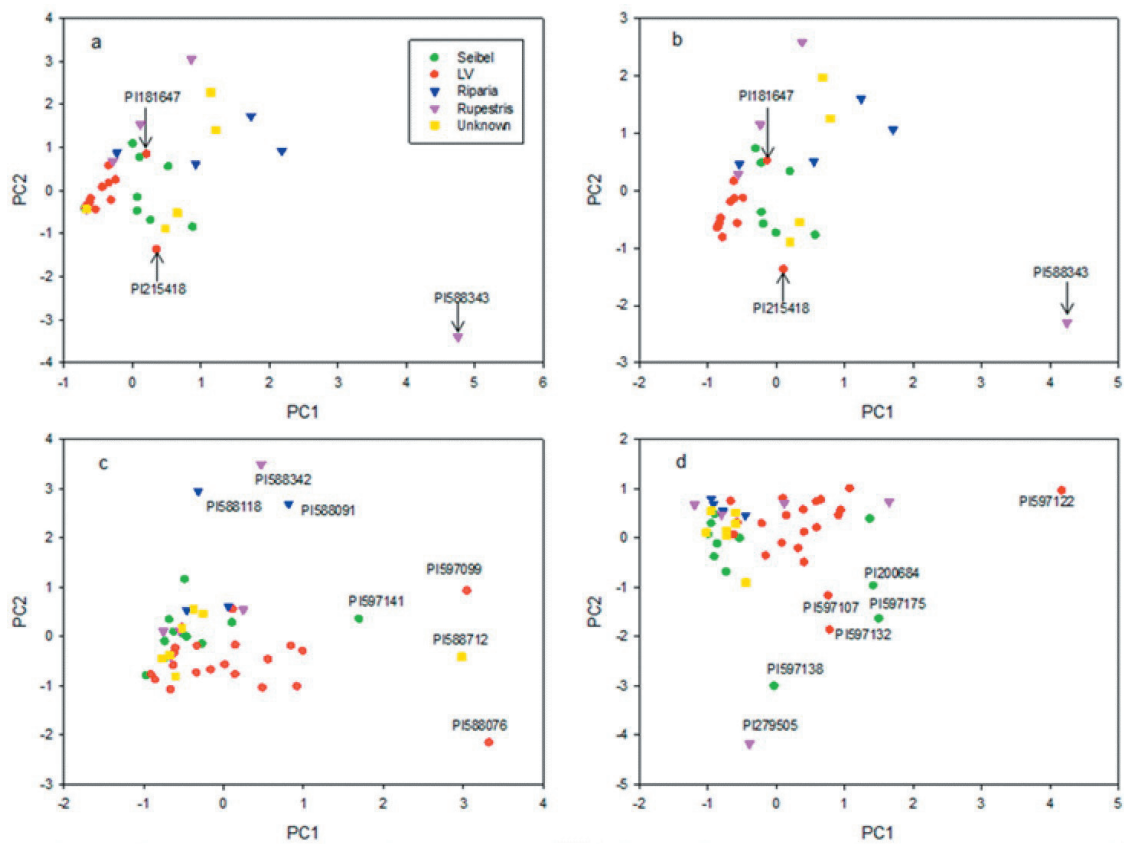 4
3
2
1
0
-1
-2
-3
-4
PC2
a
PI181647
PI215418
PI588343
Seibel
LV
Riparia
Rupestris
Unknown
-1 0 1 2 3 4 5 6
PC1
3
2
1
0
-1
-2
-3
PC2
b
PI181647
PI588343
PI215418
-2 -1 0 1 2 3 4 5
PC1
4
3
2
1
0
-1
-2
-3
PC2
c
PI588342
PI588118
PI588091
PI597099
PI597141
PI588712
PI588076
-2 -1 0 1 2 3 4
PC1
2
1
0
-1
-2
-3
-4
-5
PC2
d
PI597122
PI200684
PI597107
PI597175
PI597132
PI597138
PI279505
-2 -1 0 1 2 3 4 5
PC1